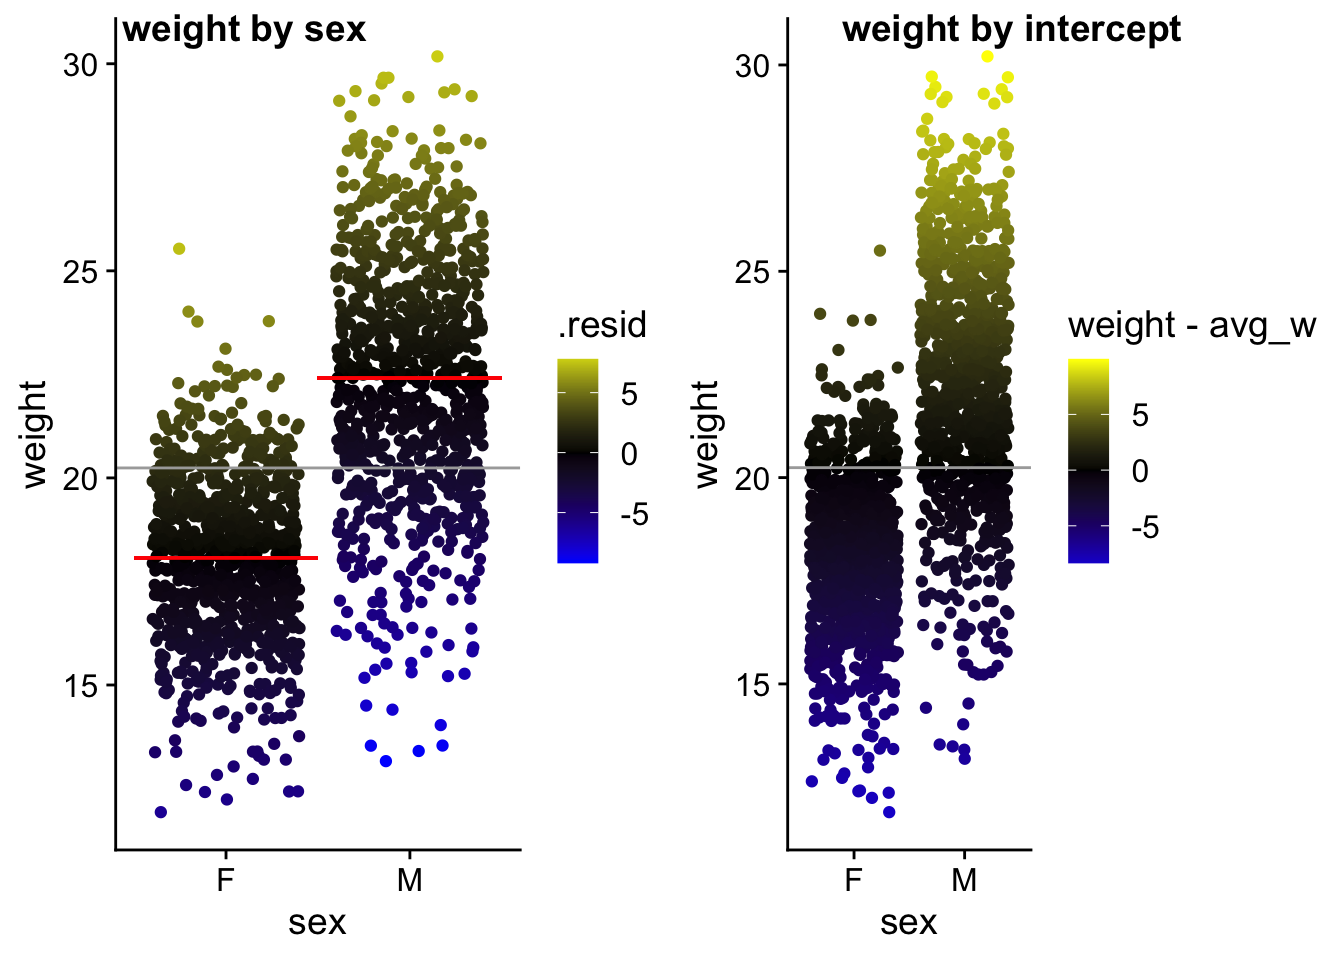 weight by sex
weight
30
25
20
15
F
M
sex
.resid
5
0
-5
weight by intercept
weight
30
25
20
15
F
M
sex
weight - avg_w
5
0
-5